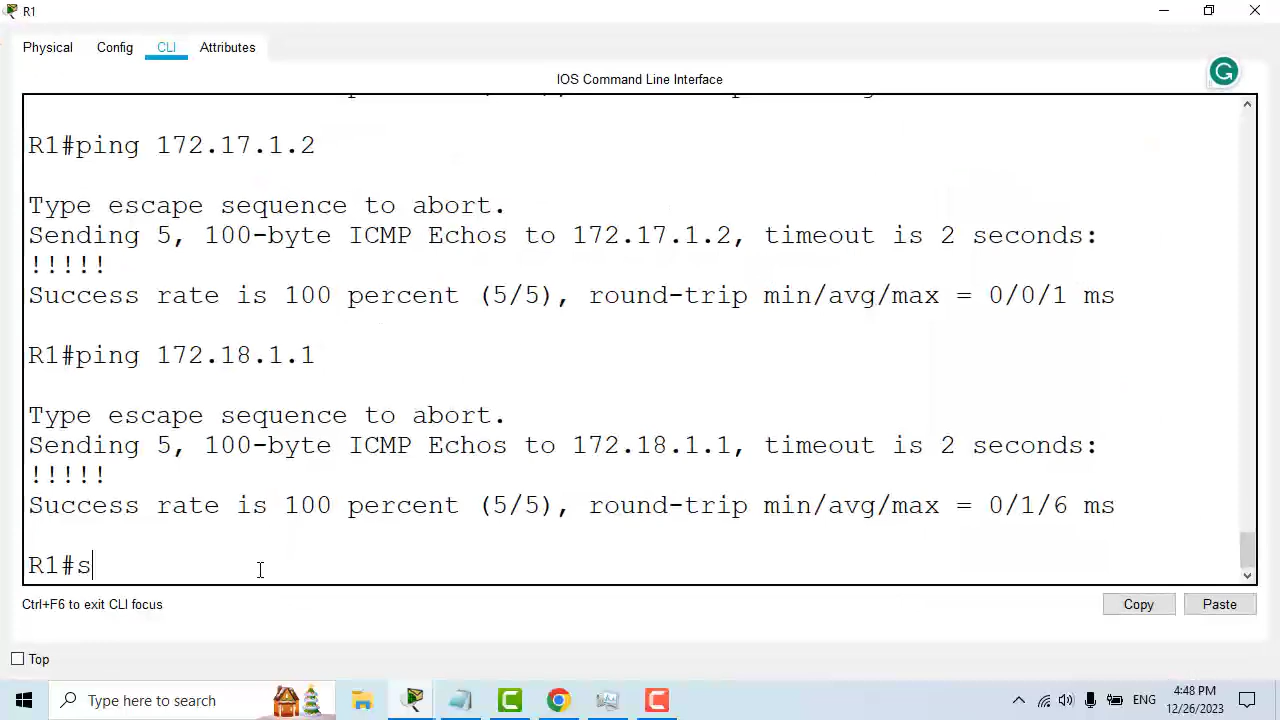 R1
Physical Config CLI Attributes
IOS Command Line Interface
R1#ping 172.17.1.2
Type escape sequence to abort.
Sending 5, 100-byte ICMP Echos to 172.17.1.2, timeout is 2 seconds:
!!!!!
Success rate is 100 percent (5/5), round-trip min/avg/max = 0/0/1 ms
R1#ping 172.18.1.1
Type escape sequence to abort.
Sending 5, 100-byte ICMP Echos to 172.18.1.1, timeout is 2 seconds:
!!!!!
Success rate is 100 percent (5/5), round-trip min/avg/max = 0/1/6 ms
R1#s
Ctrl+F6 to exit CLI focus Copy Paste
Top
Type here to search ENG 4:48 PM
12/26/2023